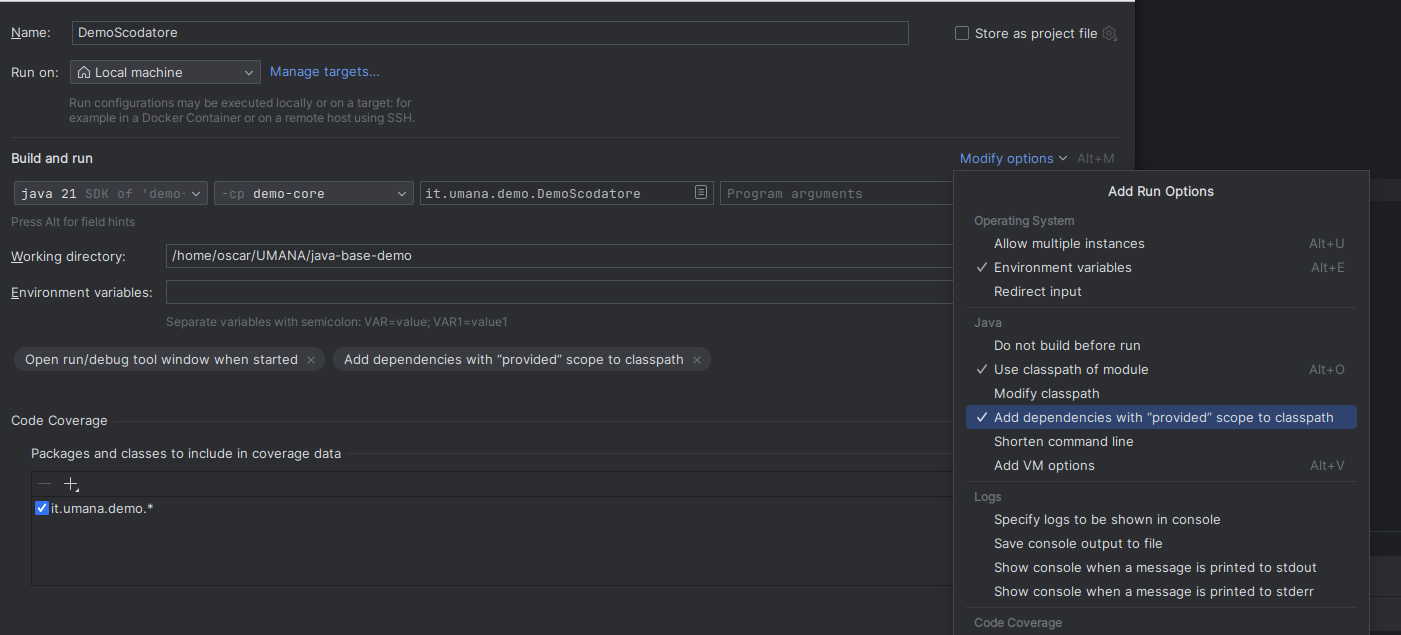 Name: DemoScodatore Store as project file
Run on: Local machine Manage targets...
Run configurations may be executed locally or on a target: for
example in a Docker Container or on a remote host using SSH.
Build and run Modify options Alt+M
java 21 SDK of 'demo- -cp demo-core it.umana.demo.DemoScodatore Program arguments
Press Alt for field hints
Working directory: /home/oscar/UMANA/java-base-demo
Environment variables:
Separate variables with semicolon: VAR=value; VAR1=value1
Open run/debug tool window when started × Add dependencies with “provided” scope to classpath ×
Code Coverage
Packages and classes to include in coverage data
it.umana.demo.*
Add Run Options
Operating System
Allow multiple instances Alt+U
Environment variables Alt+E
Redirect input
Java
Do not build before run
Use classpath of module Alt+O
Modify classpath
Add dependencies with “provided” scope to classpath
Shorten command line
Add VM options Alt+V
Logs
Specify logs to be shown in console
Save console output to file
Show console when a message is printed to stdout
Show console when a message is printed to stderr
Code Coverage